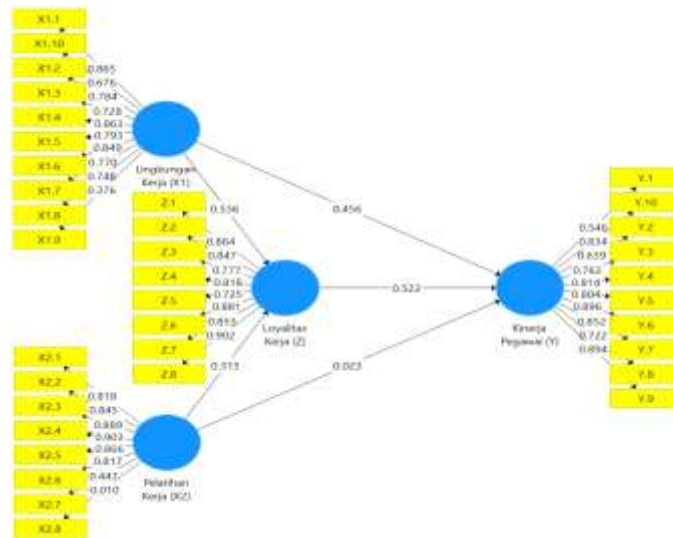 X1.1
X1.10
X1.2
X1.3
X1.4
X1.5
X1.6
X1.7
X1.8
X1.9
0.865
0.676
0.784
0.728
0.863
0.793
0.849
0.770
0.748
0.376
Lingkungan
Kerja (X1)
0.536
0.456
Z.1
Z.2
Z.3
Z.4
Z.5
Z.6
Z.7
Z.8
0.864
0.847
0.777
0.816
0.725
0.881
0.855
0.902
Loyalitas
Kerja (Z)
0.522
0.313
0.023
X2.1
X2.2
X2.3
X2.4
X2.5
X2.6
X2.7
X2.8
0.818
0.845
0.889
0.903
0.866
0.817
0.447
0.010
Pelatihan
Kerja (X2)
Kinerja
Pegawai (Y)
0.546
0.834
0.639
0.763
0.810
0.804
0.896
0.852
0.722
0.894
Y.1
Y.10
Y.2
Y.3
Y.4
Y.5
Y.6
Y.7
Y.8
Y.9